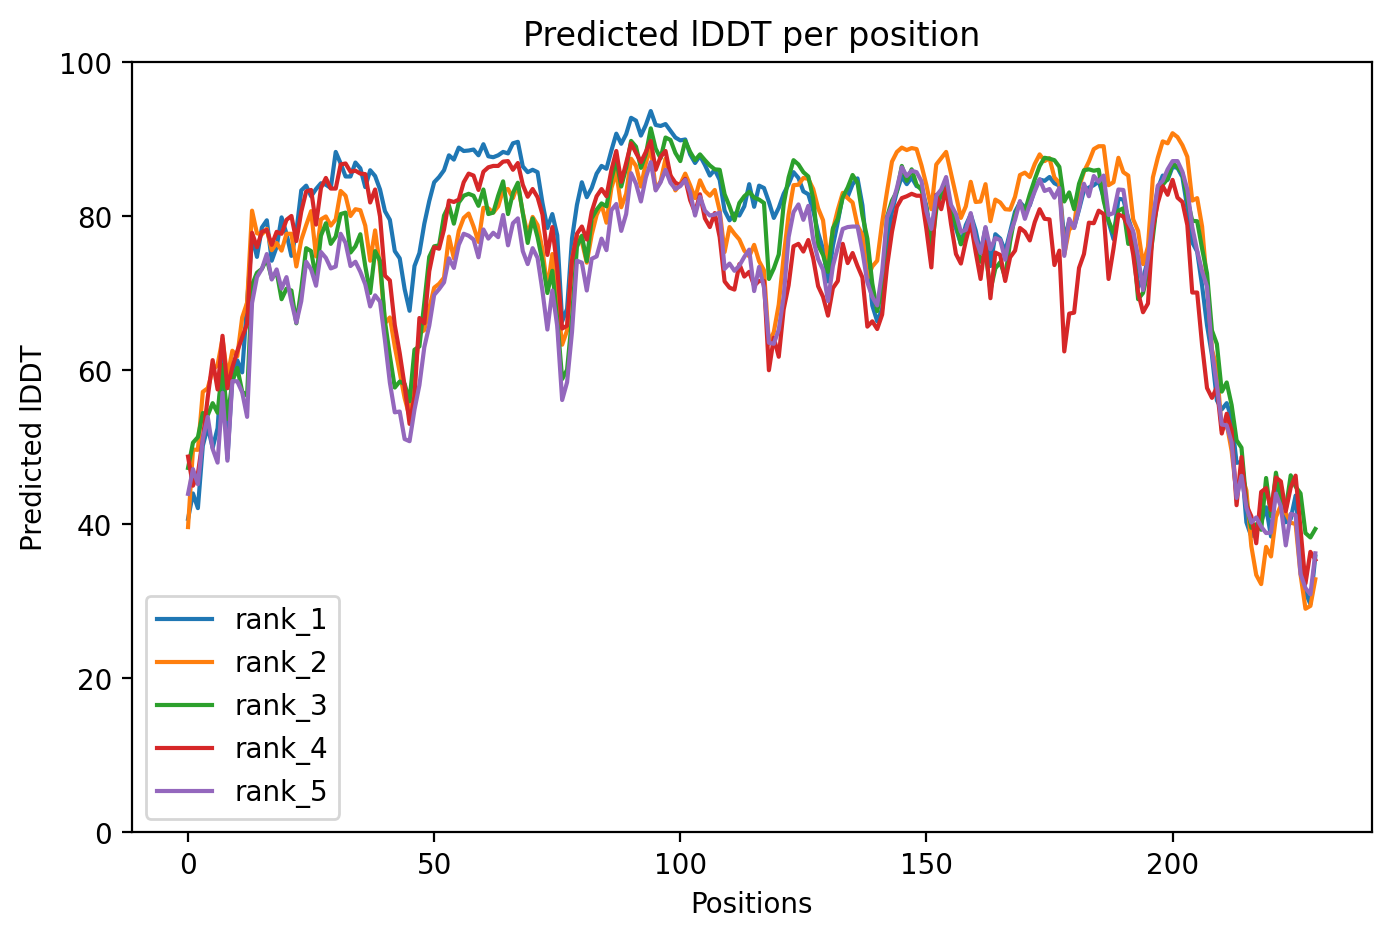 Predicted lDDT per position
100
80
60
40
20
0
Predicted lDDT
rank_1
rank_2
rank_3
rank_4
rank_5
0 50 100 150 200
Positions